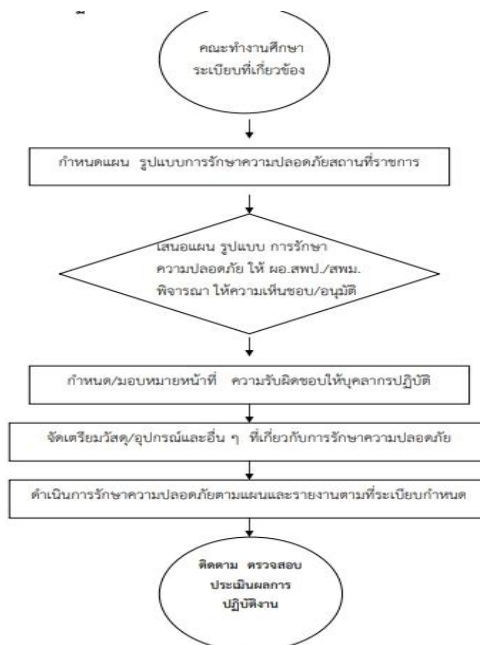 คณะทำงานศึกษา
ระเบียบที่เกี่ยวข้อง
กำหนดแผน รูปแบบการรักษาความปลอดภัยสถานที่ราชการ
เสนอแผน รูปแบบ การรักษา
ความปลอดภัย ให้ ผอ.สพป./สพม.
พิจารณา ให้ความเห็นชอบ/อนุมัติ
กำหนด/มอบหมายหน้าที่ ความรับผิดชอบให้บุคลากรปฏิบัติ
จัดเตรียมวัสดุ/อุปกรณ์และอื่น ๆ ที่เกี่ยวกับการรักษาความปลอดภัย
ดำเนินการรักษาความปลอดภัยตามแผนและรายงานตามที่ระเบียบกำหนด
ติดตาม ตรวจสอบ
ประเมินผลการ
ปฏิบัติงาน